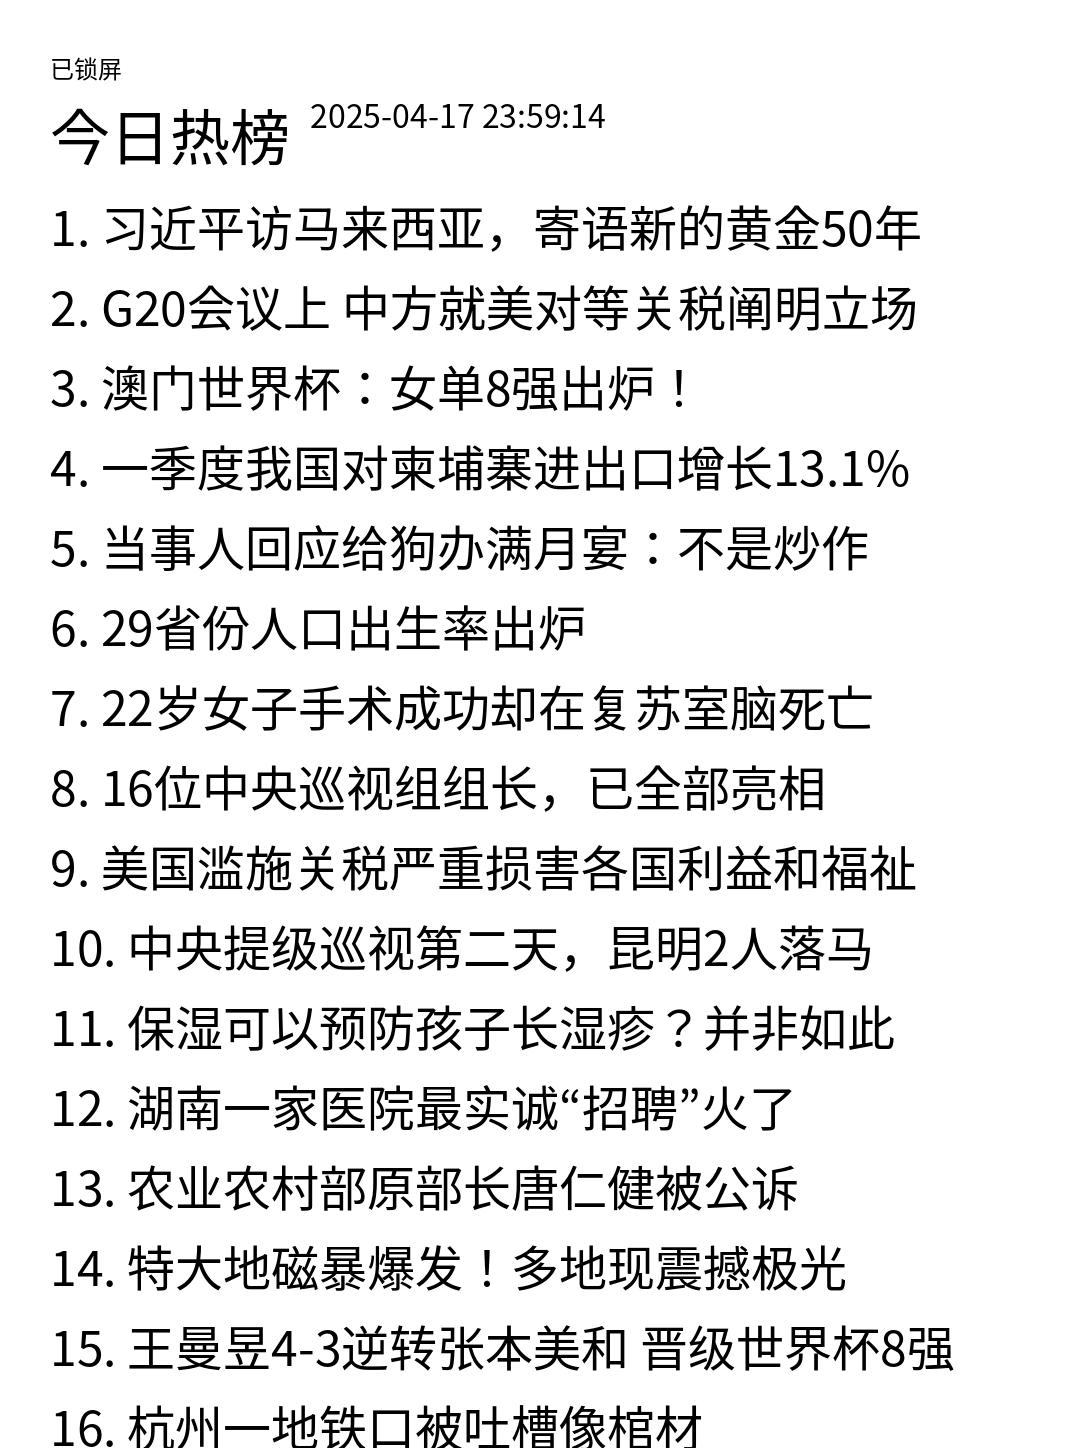 已锁屏
今日热榜 2025-04-17 23:59:14
1. 习近平访马来西亚，寄语新的黄金50年
2. G20会议上 中方就美对等关税阐明立场
3. 澳门世界杯：女单8强出炉！
4. 一季度我国对柬埔寨进出口增长13.1%
5. 当事人回应给狗办满月宴：不是炒作
6. 29省份人口出生率出炉
7. 22岁女子手术成功却在复苏室脑死亡
8. 16位中央巡视组组长，已全部亮相
9. 美国滥施关税严重损害各国利益和福祉
10. 中央提级巡视第二天，昆明2人落马
11. 保湿可以预防孩子长湿疹？并非如此
12. 湖南一家医院最实诚“招聘”火了
13. 农业农村部原部长唐仁健被公诉
14. 特大地磁暴爆发！多地现震撼极光
15. 王曼昱4-3逆转张本美和 晋级世界杯8强
16. 杭州一地铁口被吐槽像棺材